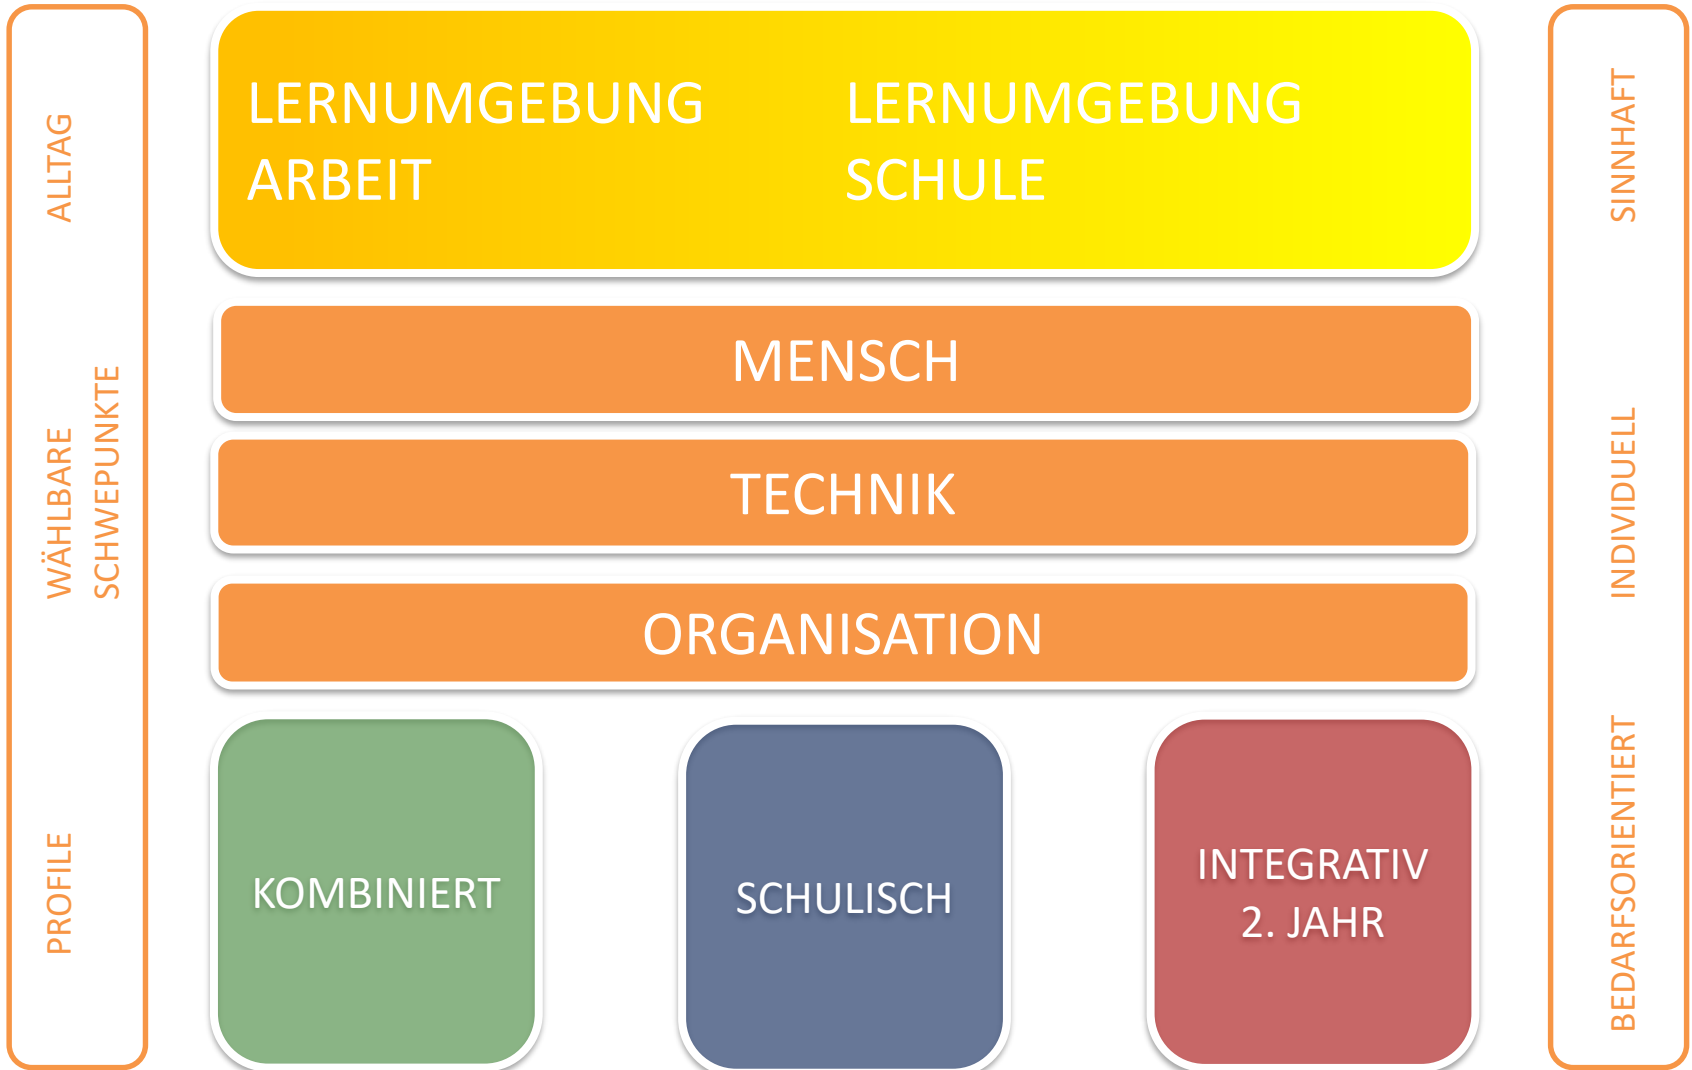 ALLTAG
WÄHLBARE
SCHWEPUNKTE
PROFILE
LERNUMGEBUNG
ARBEIT
LERNUMGEBUNG
SCHULE
MENSCH
TECHNIK
ORGANISATION
KOMBINIERT
SCHULISCH
INTEGRATIV
2. JAHR
SINNHAFT
INDIVIDUELL
BEDARFSORIENTIERT